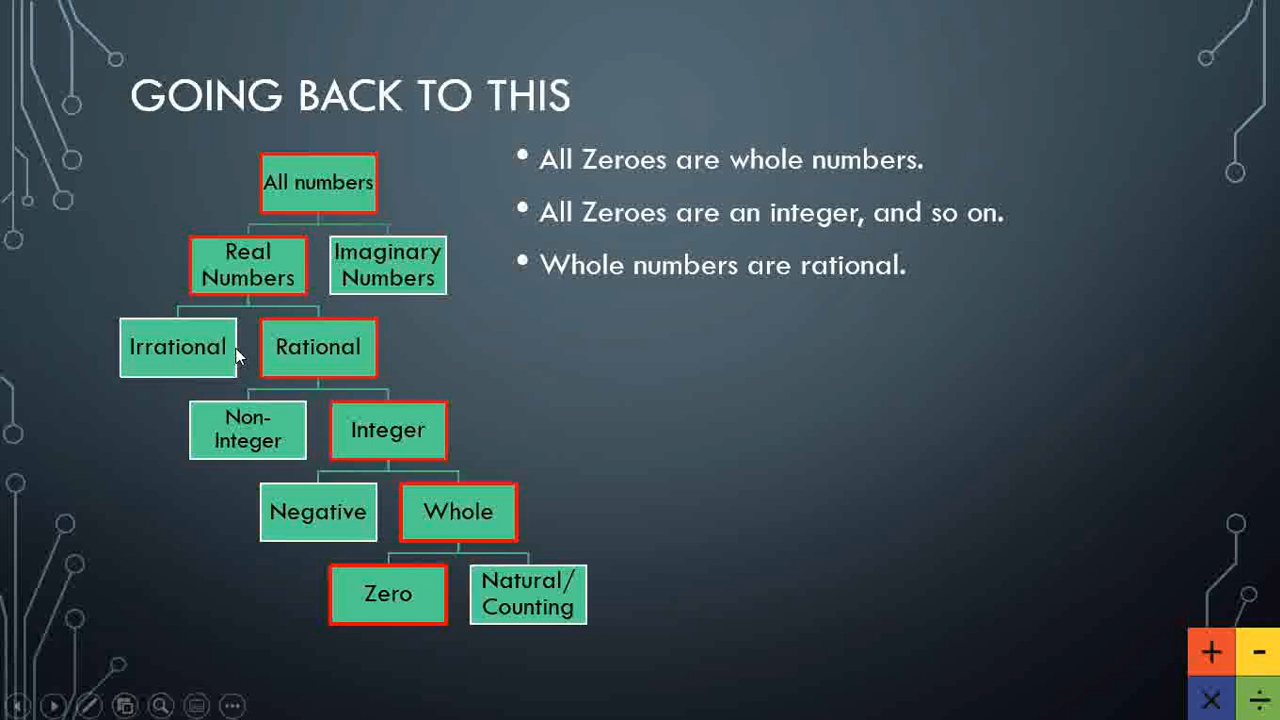 GOING BACK TO THIS
All numbers
Real
Numbers
Imaginary
Numbers
Irrational
Rational
Non-
Integer
Integer
Negative
Whole
Zero
Natural/
Counting
• All Zeroes are whole numbers.
• All Zeroes are an integer, and so on.
• Whole numbers are rational.
+ -
× ÷